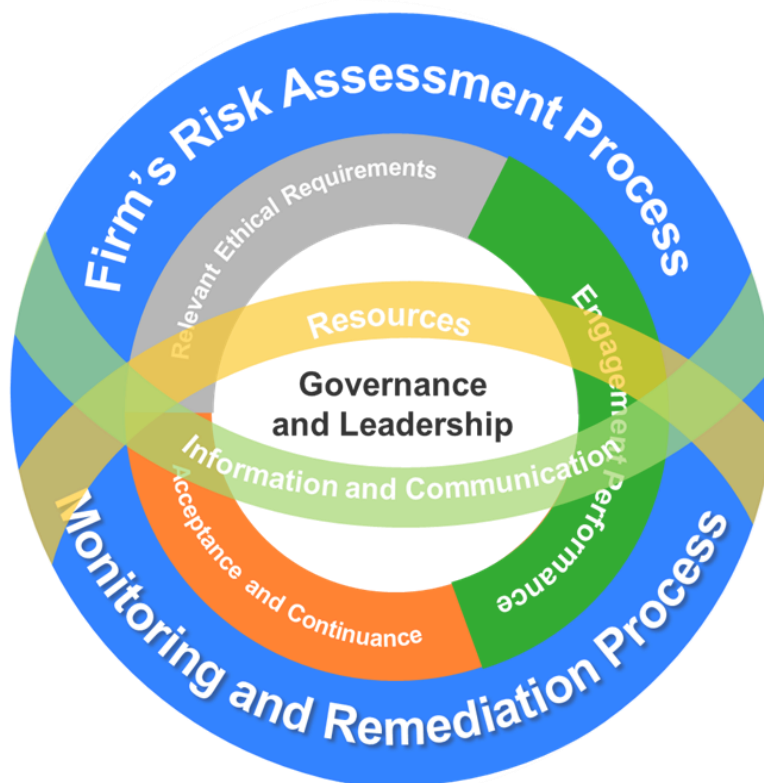 Firm's Risk Assessment Process
Relevant Ethical Requirements
Engagement Performance
Resources
Governance
and Leadership
Information and Communication
Acceptance and Continuance
Monitoring and Remediation Process